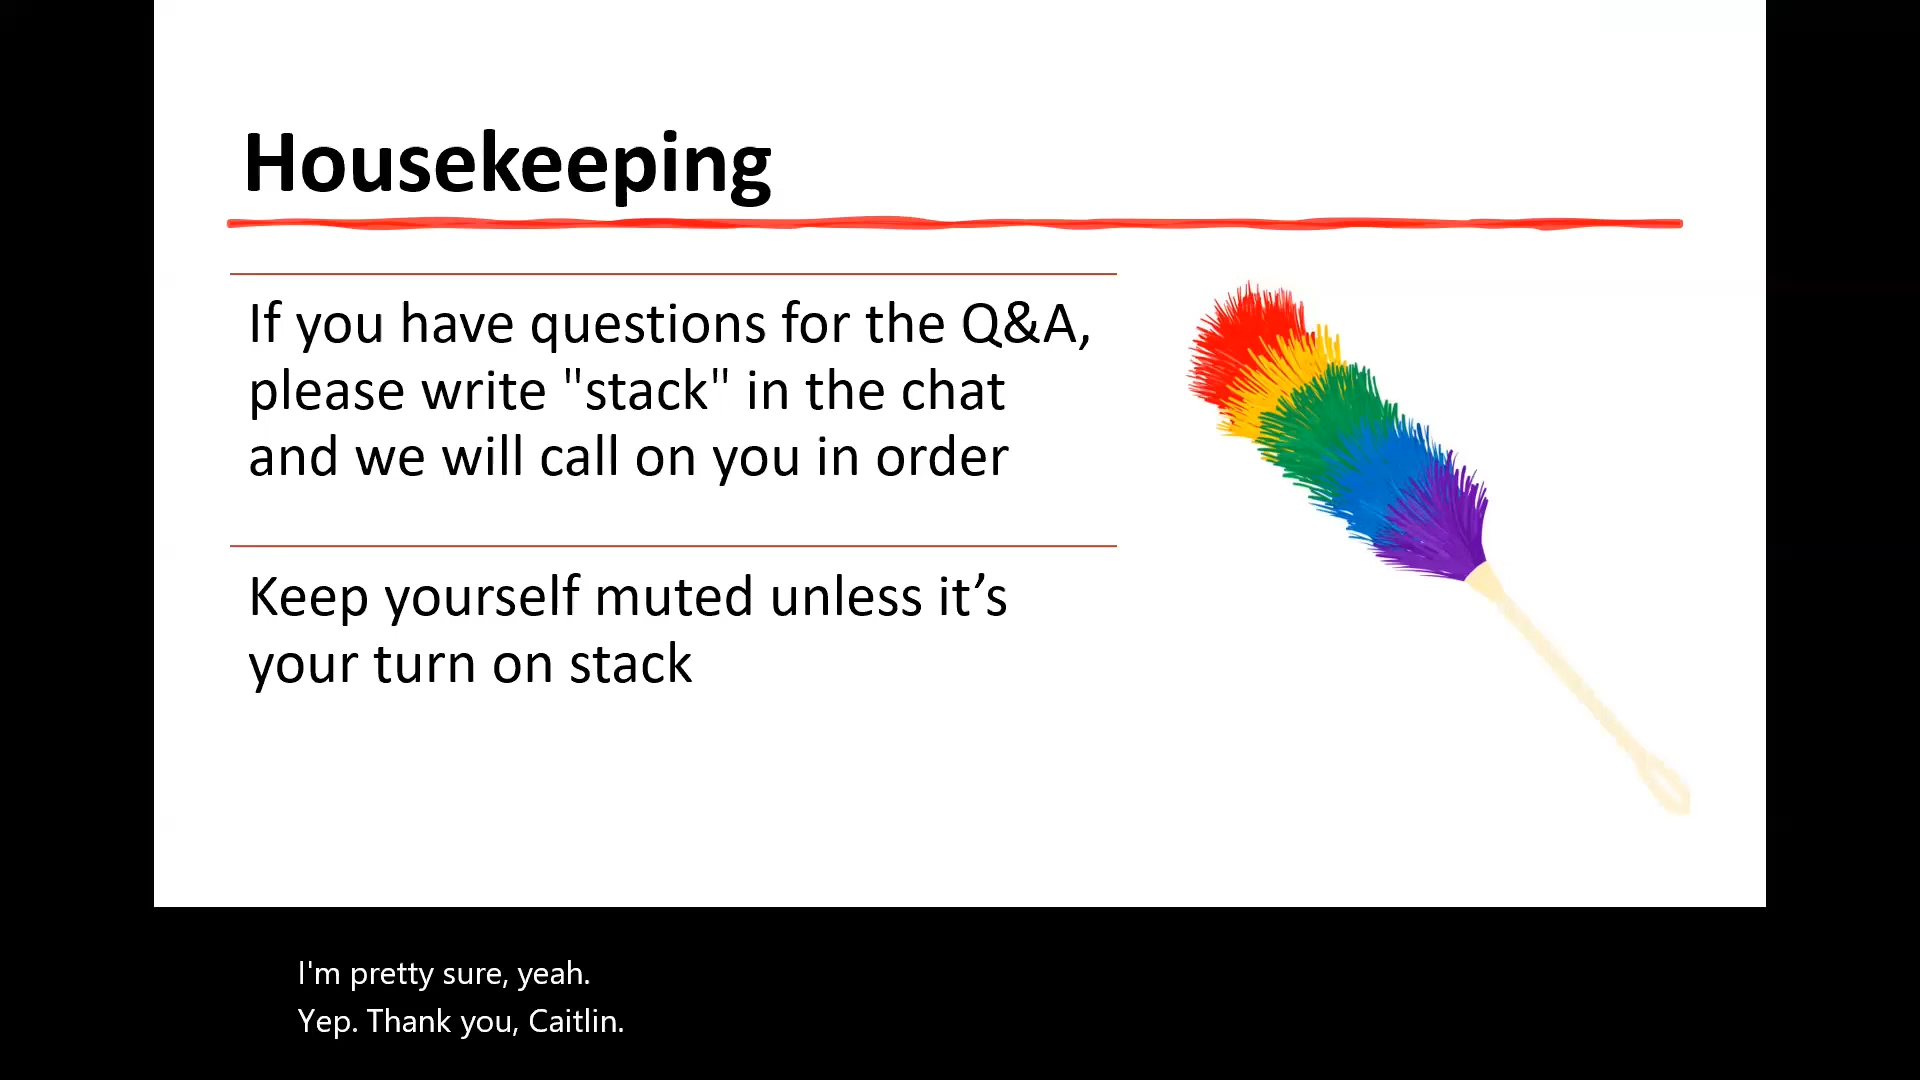 Housekeeping
If you have questions for the Q&A,
please write "stack" in the chat
and we will call on you in order
Keep yourself muted unless it’s
your turn on stack
I'm pretty sure, yeah.
Yep. Thank you, Caitlin.